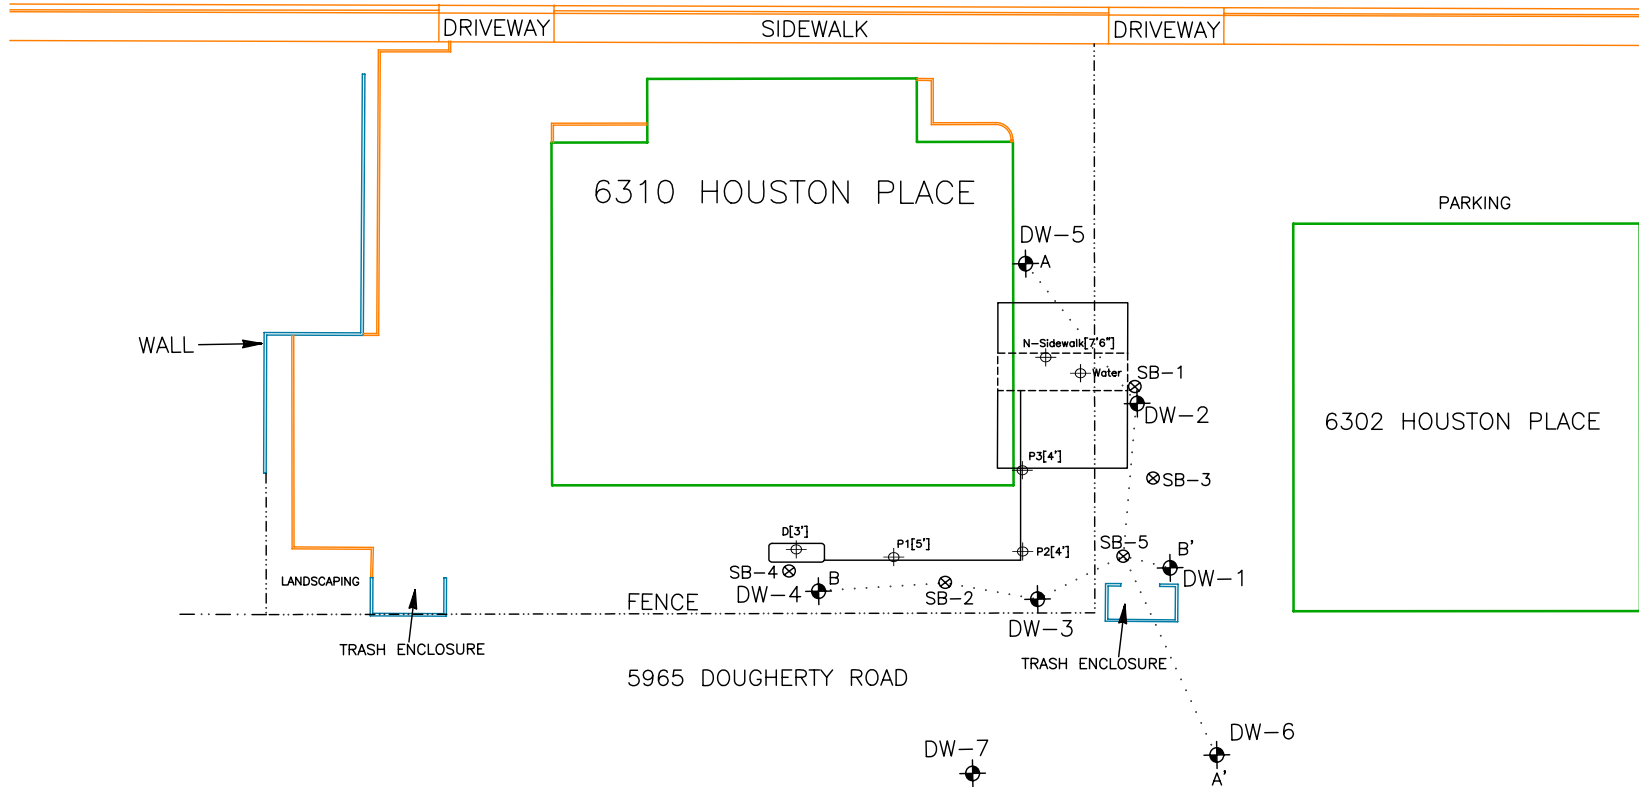 DRIVEWAY
SIDEWALK
DRIVEWAY
6310 HOUSTON PLACE
PARKING
DW-5
A
WALL
N-Sidewalk[7'6"]
Water
SB-1
DW-2
6302 HOUSTON PLACE
P3[4']
SB-3
D[3']
P1[5']
P2[4']
SB-5
B'
SB-4
B
DW-1
LANDSCAPING
DW-4
SB-2
FENCE
DW-3
TRASH ENCLOSURE
TRASH ENCLOSURE
5965 DOUGHERTY ROAD
DW-6
DW-7
A'